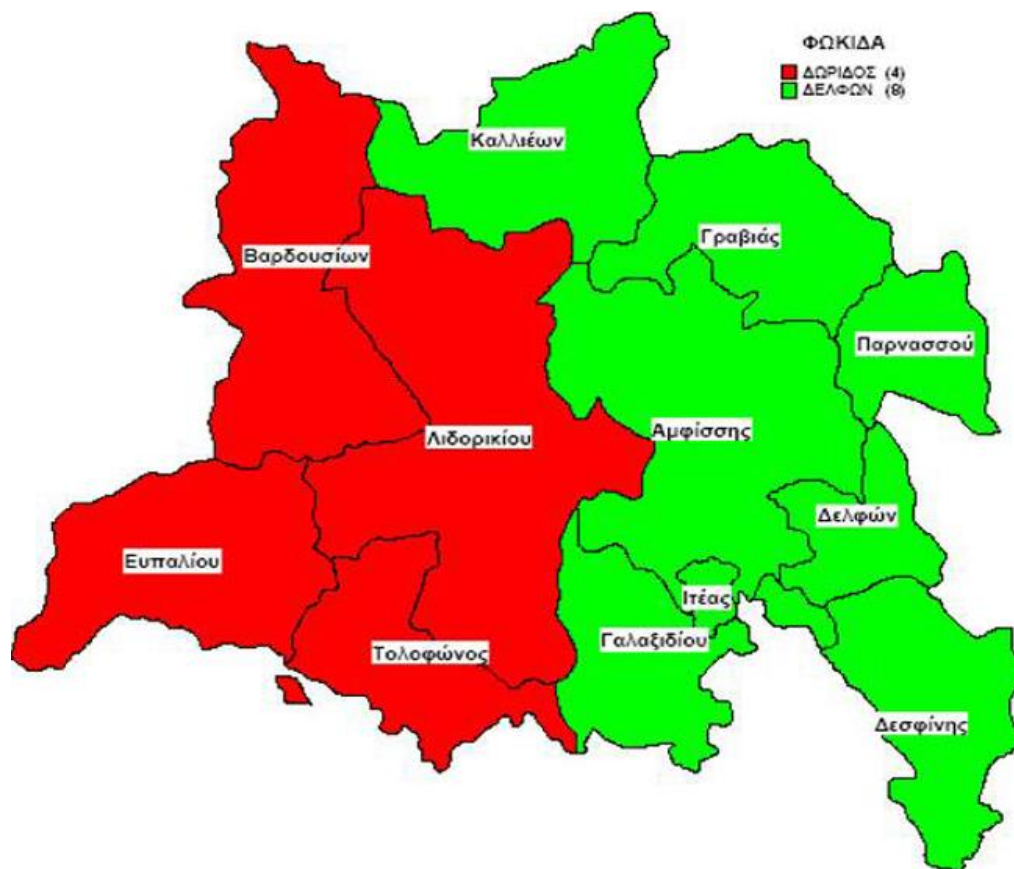 ΦΩΚΙΔΑ
ΔΩΡΙΔΟΣ (4)
ΔΕΛΦΩΝ (8)
Καλλιέων
Γραβιάς
Βαρδουσίων
Παρνασσού
Λιδορικίου
Αμφίσσης
Δελφών
Ευπαλίου
Ιτέας
Γαλαξιδίου
Τολοφώνος
Δεσφίνης